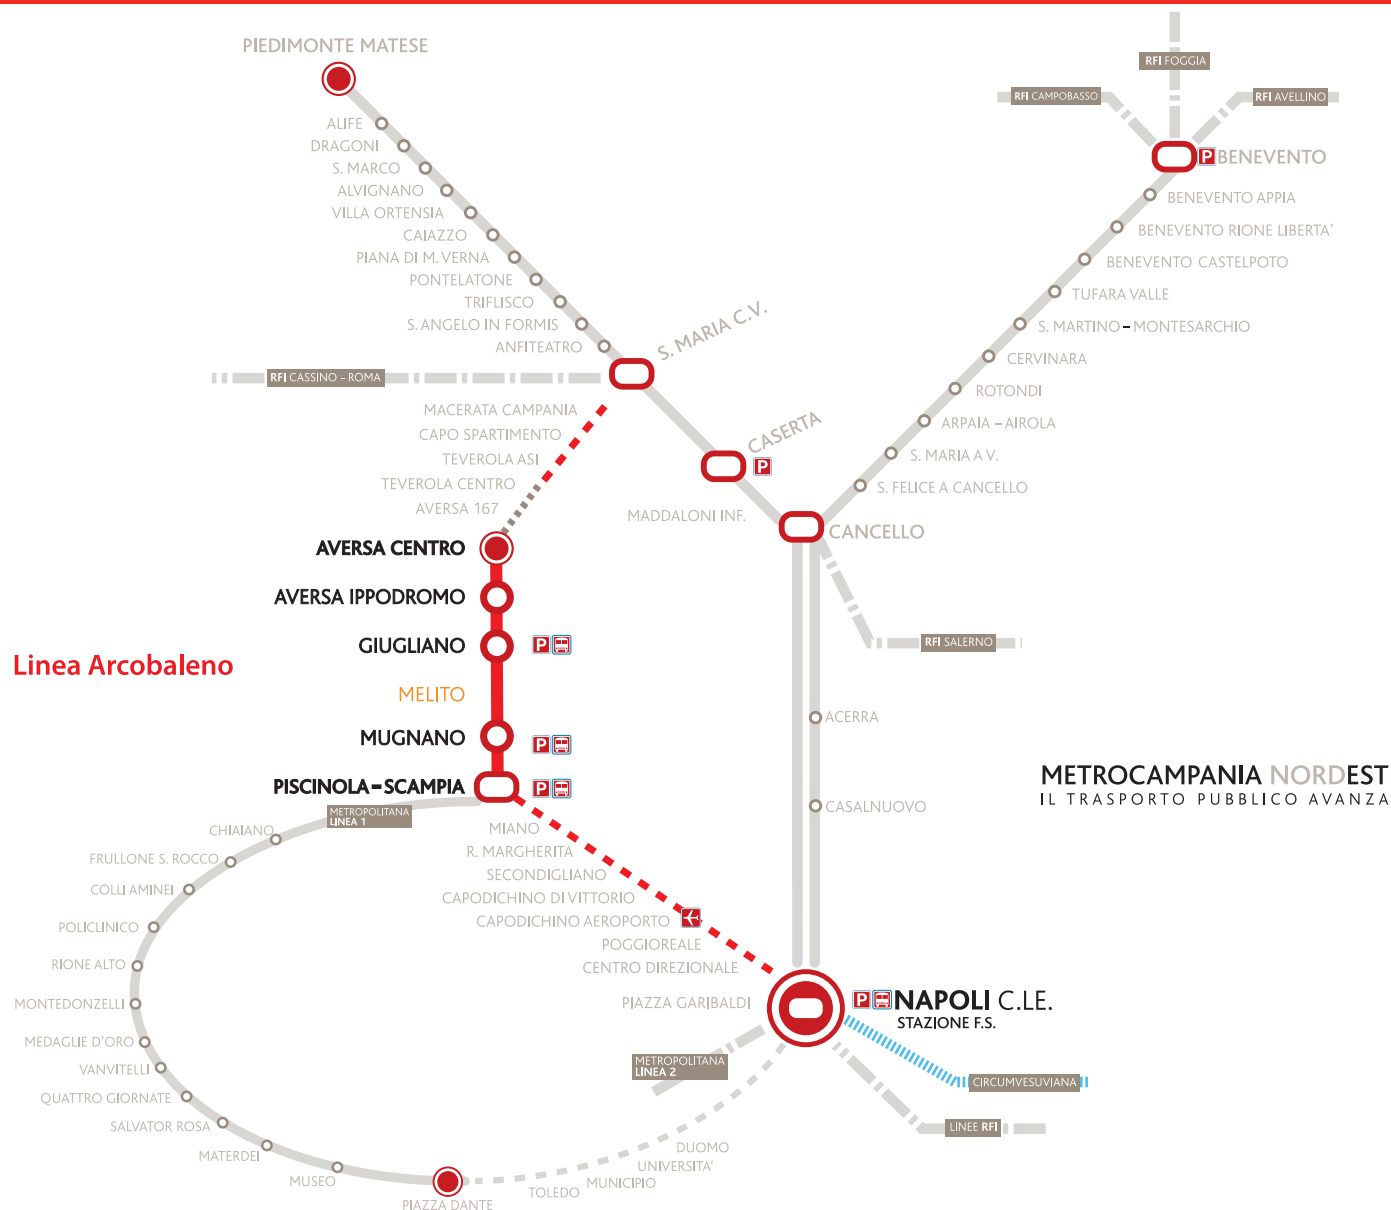 PIEDIMONTE MATESE
ALIFE
DRAGONI
S. MARCO
ALVIGNANO
VILLA ORTENSIA
CAIAZZO
PIANA DI M. VERNA
PONTELATONE
TRIFLISCO
S. ANGELO IN FORMIS
ANFITEATRO
S. MARIA C.V.
RFI CASSINO - ROMA
CASERTA
P
MADDALONI INF.
CANCELLO
RFI FOGGIA
RFI CAMPOBASSO
RFI AVELLINO
P BENEVENTO
BENEVENTO APPIA
BENEVENTO RIONE LIBERTA'
BENEVENTO CASTELPOTO
TUFARA VALLE
S. MARTINO – MONTESARCHIO
CERVINARA
ROTONDI
ARPAIA – AIROLA
S. MARIA A V.
S. FELICE A CANCELLO
RFI SALERNO
ACERRA
CASALNUOVO
MACERATA CAMPANIA
CAPO SPARTIMENTO
TEVEROLA ASI
TEVEROLA CENTRO
AVERSA 167
AVERSA CENTRO
AVERSA IPPODROMO
GIUGLIANO
P
Linea Arcobaleno
MELITO
MUGNANO
P
PISCINOLA–SCAMPIA
P
METROCAMPANIA NORDEST
IL TRASPORTO PUBBLICO AVANZA
METROPOLITANA
LINEA 1
CHIAIANO
FRULLONE S. ROCCO
COLLI AMINEI
POLICLINICO
RIONE ALTO
MONTEDONZELLI
MEDAGLIE D'ORO
VANVITELLI
QUATTRO GIORNATE
SALVATOR ROSA
MATERDEI
MUSEO
PIAZZA DANTE
TOLEDO
MUNICIPIO
UNIVERSITA'
DUOMO
MIANO
R. MARGHERITA
SECONDIGLIANO
CAPODICHINO DI VITTORIO
CAPODICHINO AEROPORTO
POGGIOREALE
CENTRO DIREZIONALE
PIAZZA GARIBALDI
P NAPOLI C.LE.
STAZIONE F.S.
METROPOLITANA
LINEA 2
CIRCUMVESUVIANA
LINEE RFI